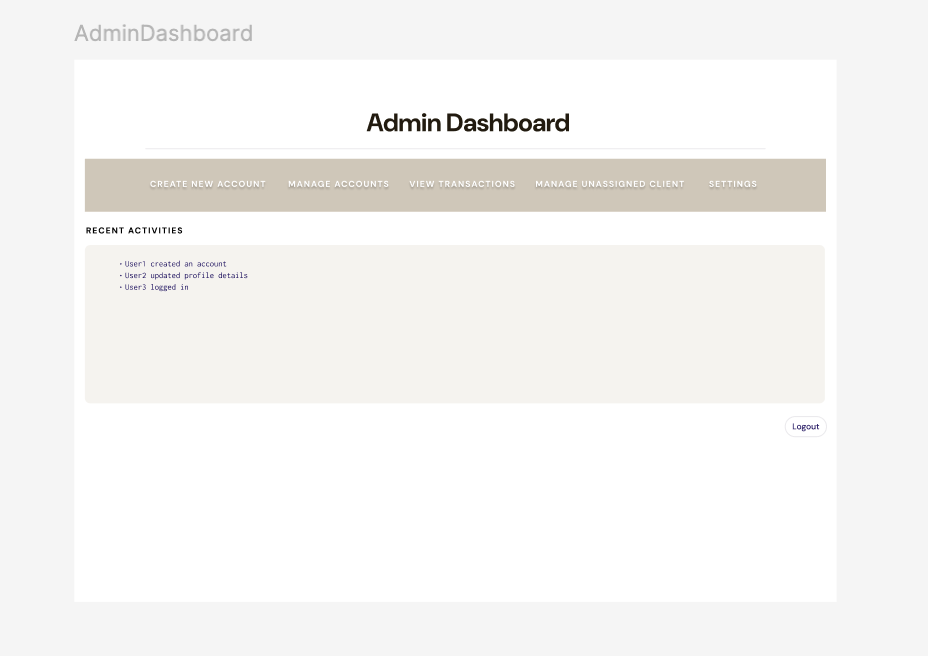 AdminDashboard
Admin Dashboard
CREATE NEW ACCOUNT MANAGE ACCOUNTS VIEW TRANSACTIONS MANAGE UNASSIGNED CLIENT SETTINGS
RECENT ACTIVITIES
• User1 created an account
• User2 updated profile details
• User3 logged in
Logout